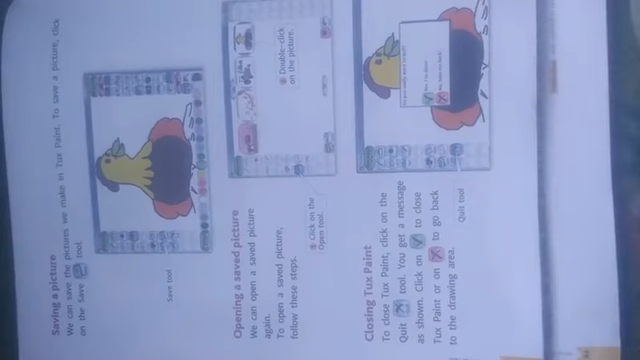 Saving a picture
We can save the pictures we make in Tux Paint. To save a picture, click
on the Save tool.
Save tool
Opening a saved picture
We can open a saved picture
again.
To open a saved picture,
follow these steps.
Click on the
Open tool.
Double-click
on the picture.
Closing Tux Paint
To close Tux Paint, click on the
Quit tool. You get a message
as shown. Click on to close
Tux Paint or on to go back
to the drawing area.
Quit tool